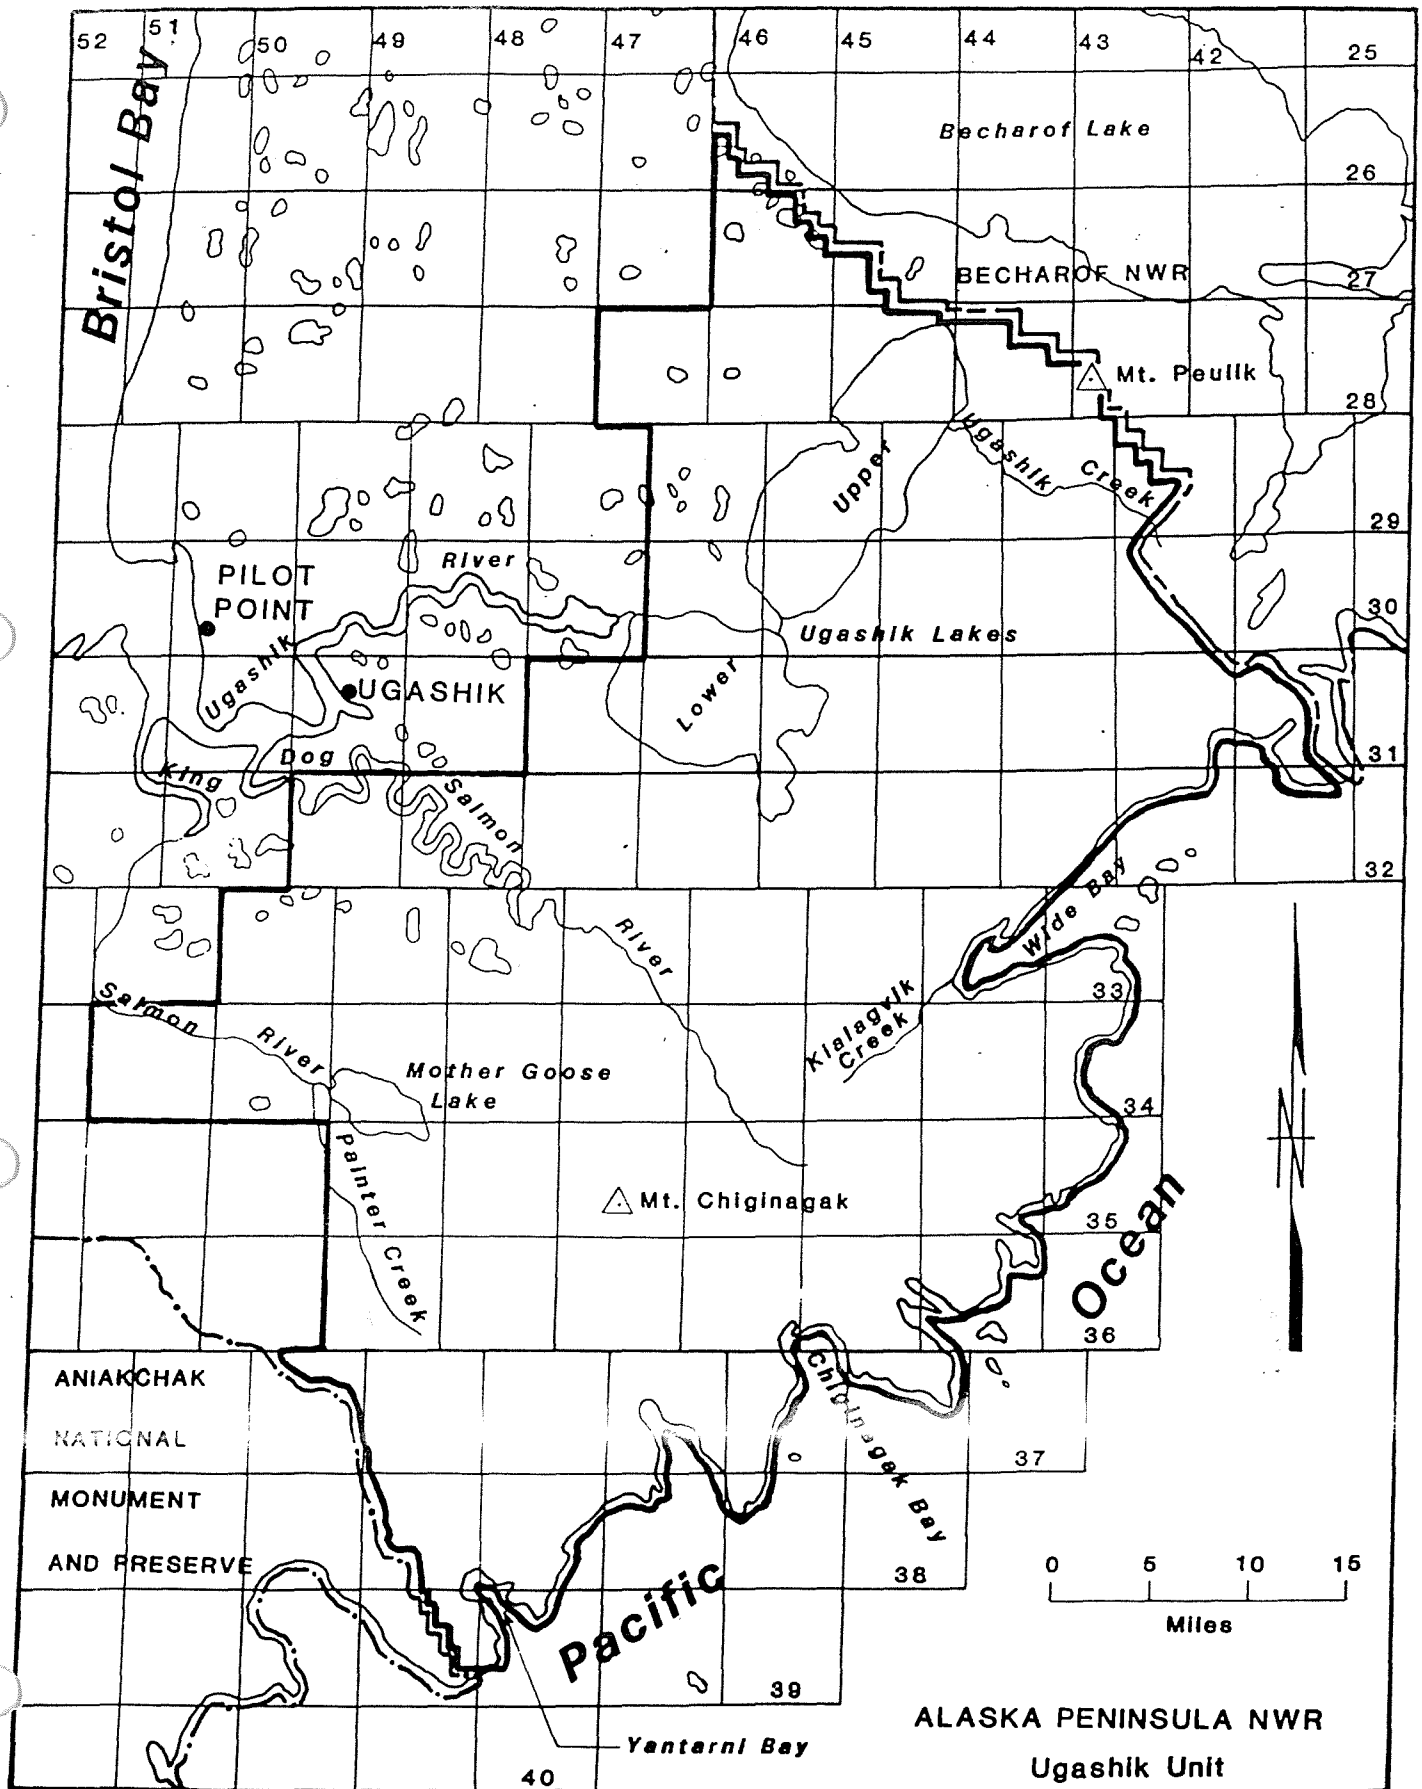 52 51 50 49 48 47 46 45 44 43 42 25
Bristol Bay
Becharof Lake
26
BECHAROF NWR
27
Mt. Peulik
28
Ugashik Creek
Upper
29
River
PILOT
POINT
30
Ugashik Lakes
Ugashik
Lower
UGASHIK
Dog
31
King
Salmon
32
Wide Bay
River
33
Salmon
River
Kialagvik
Creek
Mother Goose
Lake
34
Painter Creek
Mt. Chiginagak
35
Ocean
36
ANIAKCHAK
NATIONAL
MONUMENT
AND PRESERVE
Chiginagak Bay
37
38
0 5 10 15
Miles
Pacific
39
Yantarni Bay
40
N
ALASKA PENINSULA NWR
Ugashik Unit